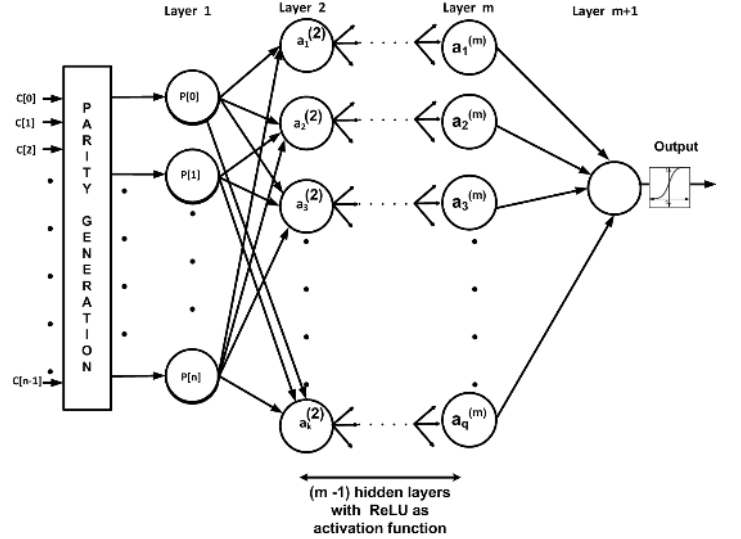 Layer 1
Layer 2
Layer m
Layer m+1
C[0]
C[1]
C[2]
C[n-1]
PARITY GENERATION
P[0]
P[1]
P[n]
a₁⁽²⁾
a₂⁽²⁾
a₃⁽²⁾
aₖ⁽²⁾
a₁⁽ᵐ⁾
a₂⁽ᵐ⁾
a₃⁽ᵐ⁾
a_q⁽ᵐ⁾
Output
(m -1) hidden layers
with ReLU as
activation function